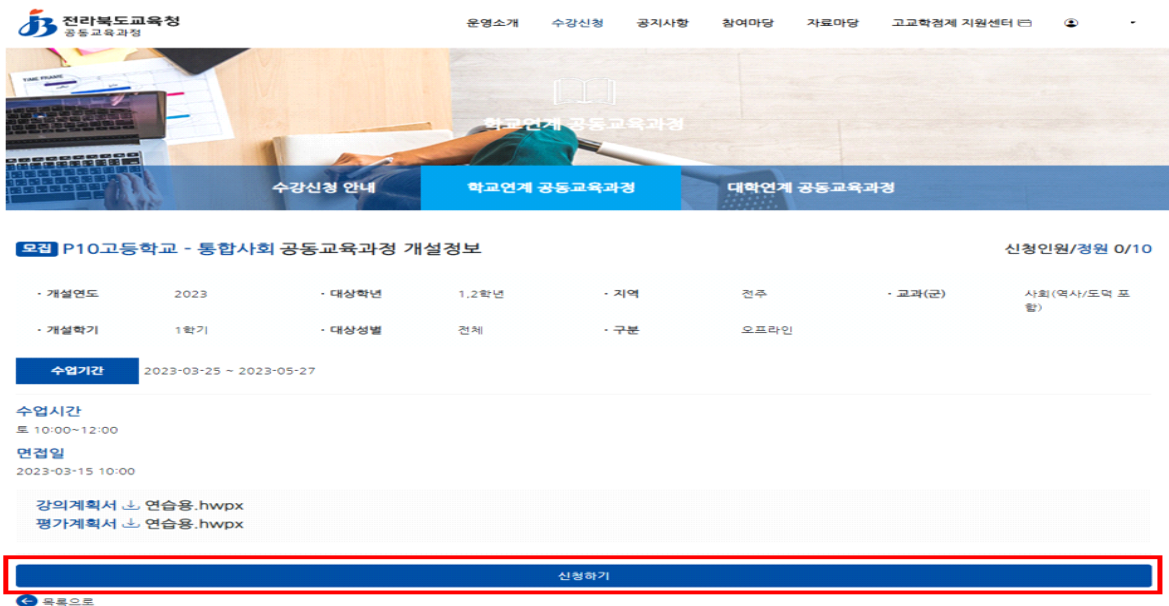 전라북도교육청
공동교육과정
운영소개 수강신청 공지사항 참여마당 자료마당 고교학점제 지원센터
TIME FRAME
학교연계 공동교육과정
수강신청 안내 학교연계 공동교육과정 대학연계 공동교육과정
모집 P10고등학교 - 통합사회 공동교육과정 개설정보 신청인원/정원 0/10
· 개설연도 2023 · 대상학년 1,2학년 · 지역 전주 · 교과(군) 사회(역사/도덕 포
함)
· 개설학기 1학기 · 대상성별 전체 · 구분 오프라인
수업기간 2023-03-25 ~ 2023-05-27
수업시간
토 10:00~12:00
면접일
2023-03-15 10:00
강의계획서 연습용.hwpx
평가계획서 연습용.hwpx
신청하기
목록으로